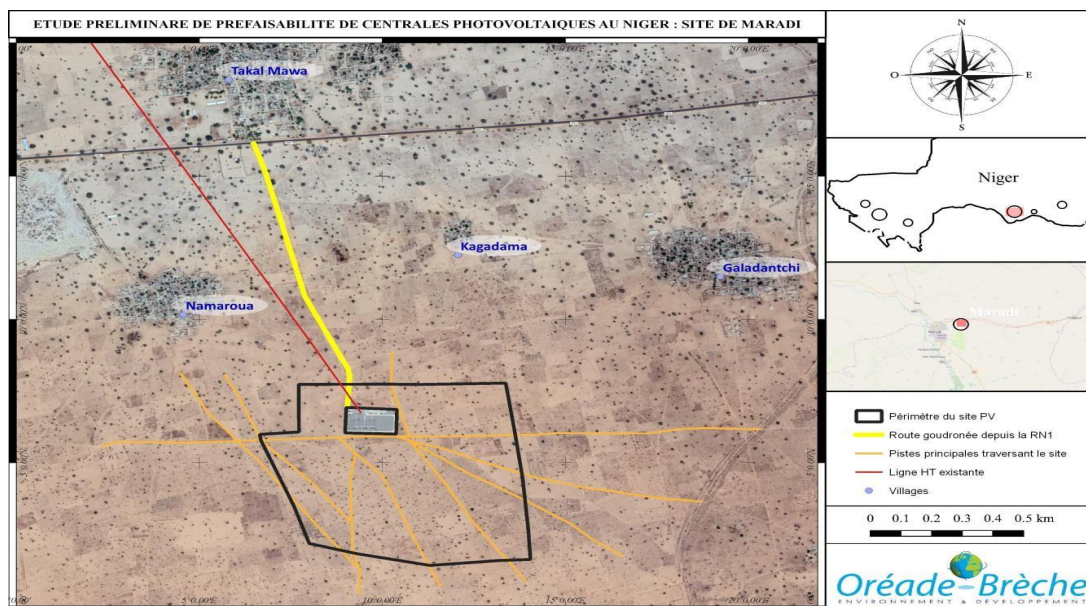 ETUDE PRELIMINARE DE PREFAISABILITE DE CENTRALES PHOTOVOLTAIQUES AU NIGER : SITE DE MARADI
Takal Mawa
Kagadama
Galadantchi
Namaroua
N
O
E
S
Niger
Maradi
Périmètre du site PV
Route goudronée depuis la RN1
Pistes principales traversant le site
Ligne HT existante
Villages
0 0.1 0.2 0.3 0.4 0.5 km
Oréade-Brèche
ENVIRONNEMENT & DEVELOPPEMENT